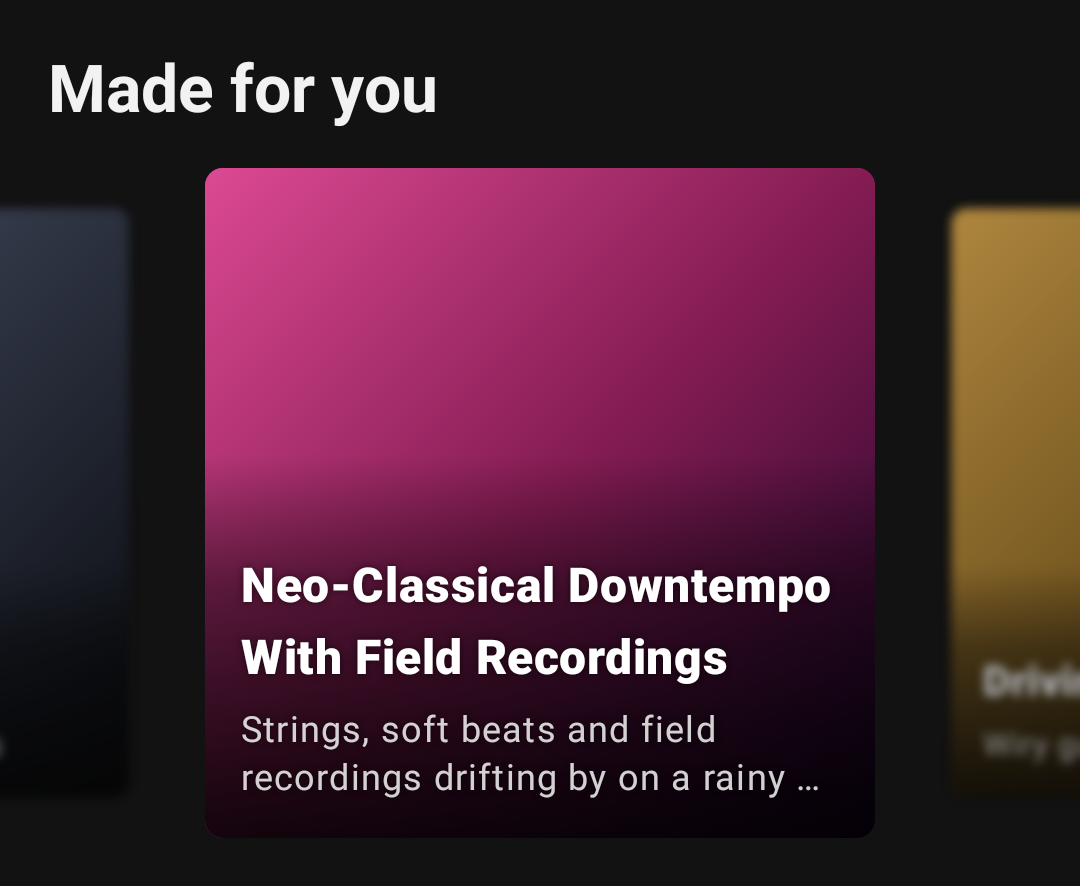 Made for you
Neo-Classical Downtempo
With Field Recordings
Strings, soft beats and field
recordings drifting by on a rainy ...